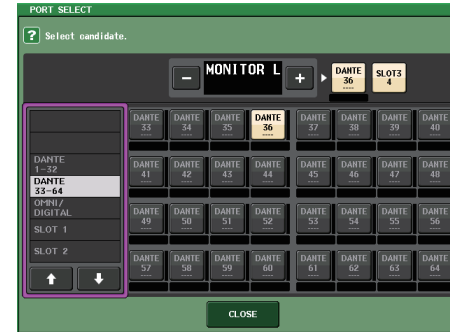 PORT SELECT
? Select candidate.
− MONITOR L + DANTE 36 ---- SLOT3 4
DANTE 33 ---- DANTE 34 ---- DANTE 35 ---- DANTE 36 ---- DANTE 37 ---- DANTE 38 ---- DANTE 39 ---- DANTE 40 ----
DANTE 1-32
DANTE 41 ---- DANTE 42 ---- DANTE 43 ---- DANTE 44 ---- DANTE 45 ---- DANTE 46 ---- DANTE 47 ---- DANTE 48 ----
DANTE 33-64
OMNI/ DIGITAL
DANTE 49 ---- DANTE 50 ---- DANTE 51 ---- DANTE 52 ---- DANTE 53 ---- DANTE 54 ---- DANTE 55 ---- DANTE 56 ----
SLOT 1
SLOT 2
DANTE 57 ---- DANTE 58 ---- DANTE 59 ---- DANTE 60 ---- DANTE 61 ---- DANTE 62 ---- DANTE 63 ---- DANTE 64 ----
CLOSE